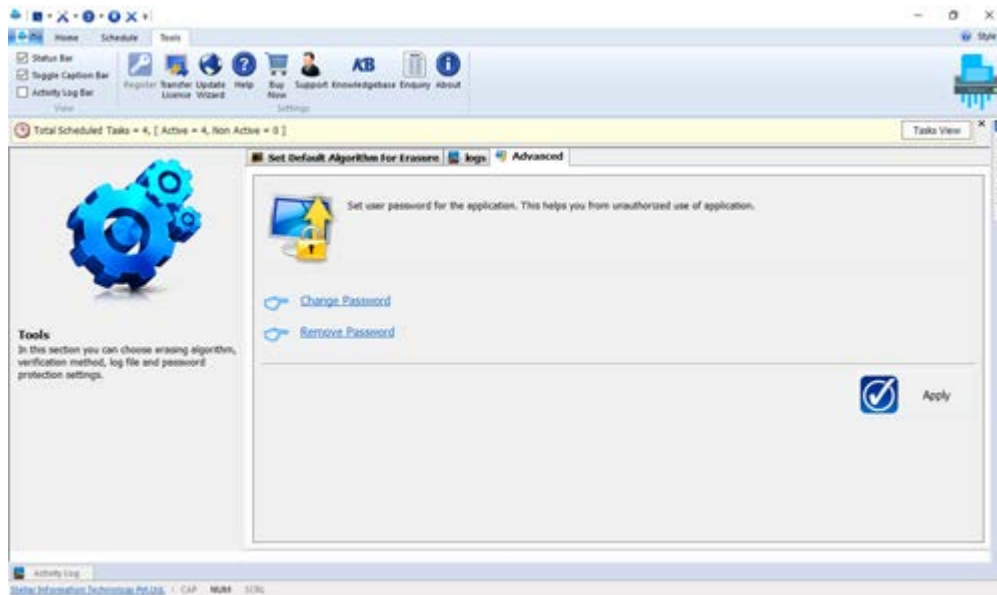 Home Schedule Tools
Style
Status Bar
Toggle Caption Bar
Activity Log Bar
View
Register
Transfer License
Update Wizard
Help
Buy Now
Support
KB
Knowledgebase
Enquiry
About
Settings
Total Scheduled Tasks = 4, [ Active = 4, Non Active = 0 ]
Tasks View
Set Default Algorithm For Erasure
logs
Advanced
Set user password for the application. This helps you from unauthorized use of application.
Change Password
Remove Password
Apply
Tools
In this section you can choose erasing algorithm,
verification method, log file and password
protection settings.
Activity Log
Stellar Information Technology Pvt Ltd. CAP NUM SCRL